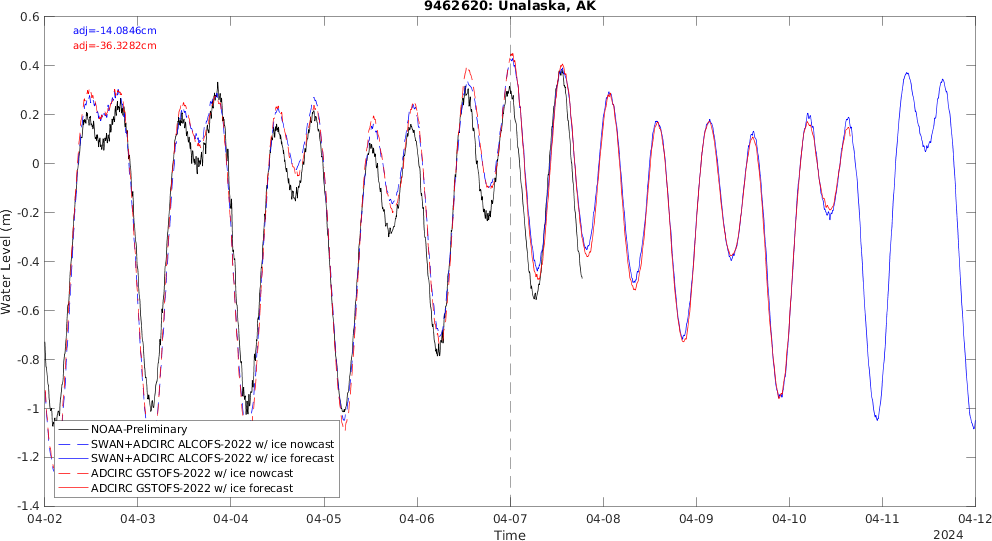 9462620: Unalaska, AK
adj=-14.0846cm
adj=-36.3282cm
0.6
0.4
0.2
0
-0.2
-0.4
-0.6
-0.8
-1
-1.2
-1.4
Water Level (m)
NOAA-Preliminary
SWAN+ADCIRC ALCOFS-2022 w/ ice nowcast
SWAN+ADCIRC ALCOFS-2022 w/ ice forecast
ADCIRC GSTOFS-2022 w/ ice nowcast
ADCIRC GSTOFS-2022 w/ ice forecast
04-02 04-03 04-04 04-05 04-06 04-07 04-08 04-09 04-10 04-11 04-12
Time
2024